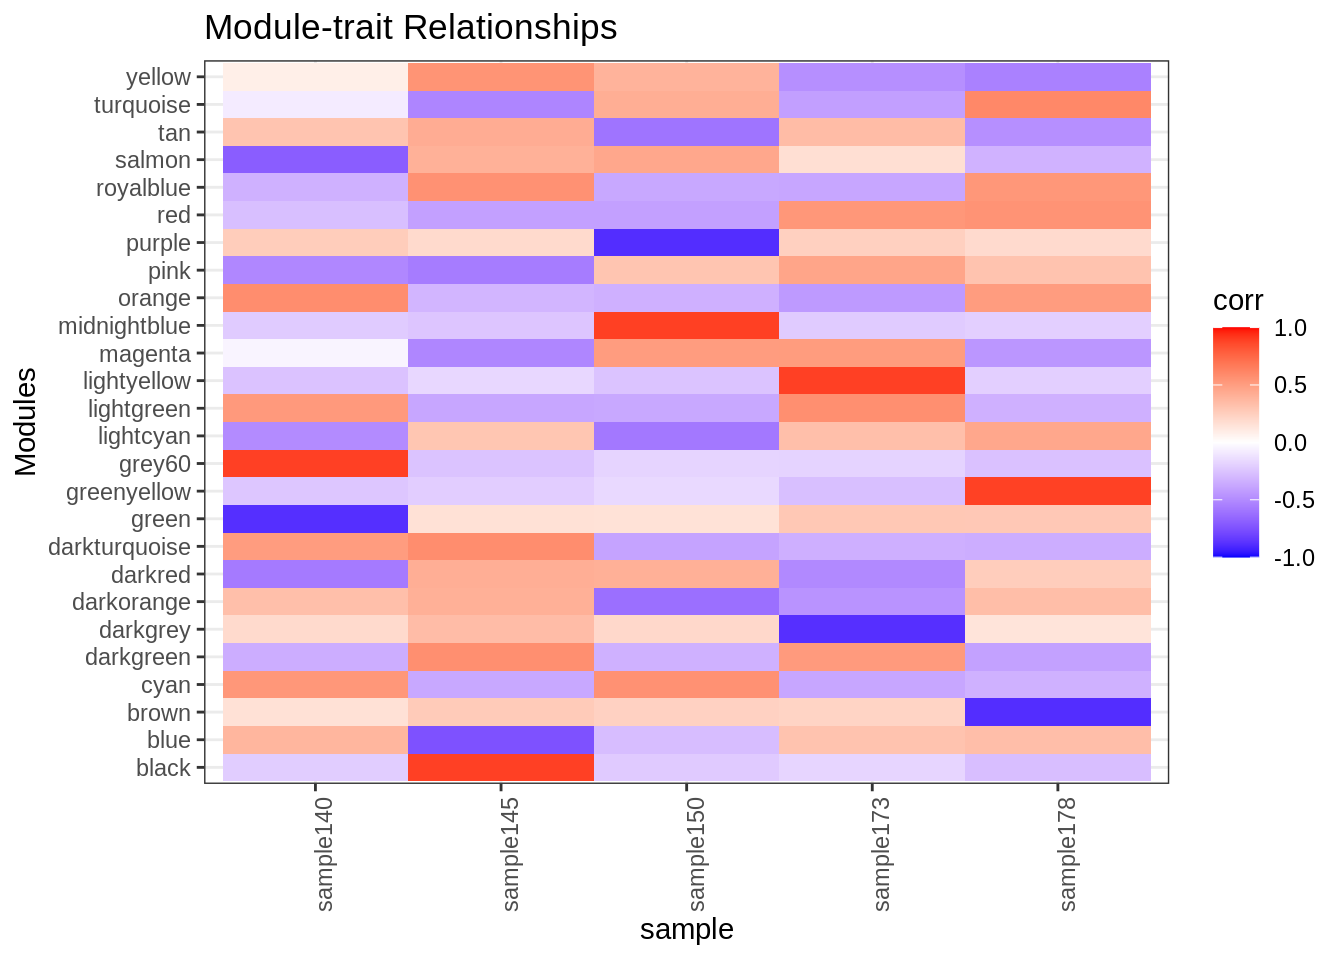 Module-trait Relationships
Modules
yellow
turquoise
tan
salmon
royalblue
red
purple
pink
orange
midnightblue
magenta
lightyellow
lightgreen
lightcyan
grey60
greenyellow
green
darkturquoise
darkred
darkorange
darkgrey
darkgreen
cyan
brown
blue
black
sample140
sample145
sample150
sample173
sample178
sample
corr
1.0
0.5
0.0
-0.5
-1.0